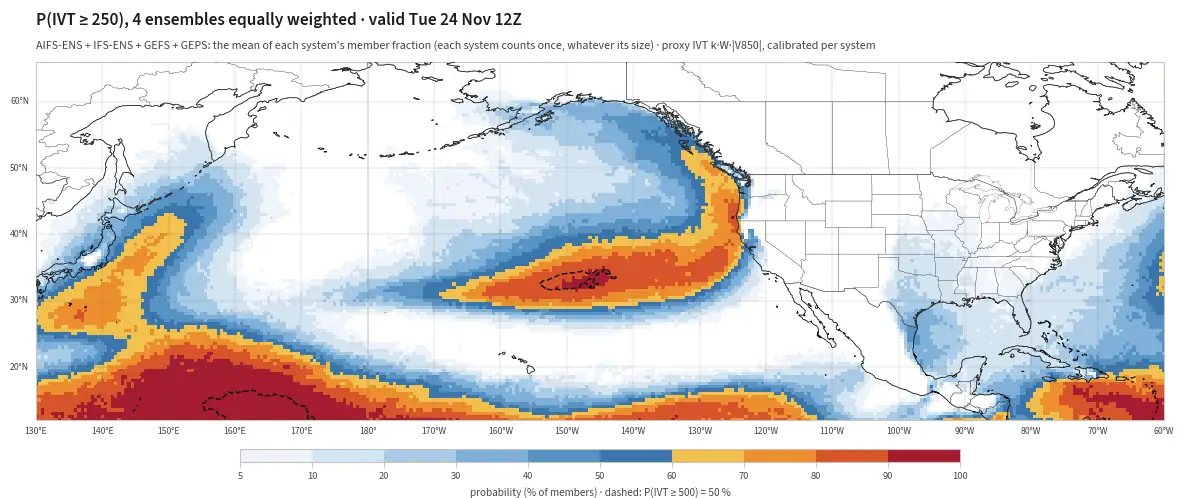 P(IVT ≥ 250), 4 ensembles equally weighted · valid Tue 24 Nov 12Z
AIFS-ENS + IFS-ENS + GEFS + GEPS: the mean of each system's member fraction (each system counts once, whatever its size) · proxy IVT k·W·|V850|, calibrated per system
60°N
50°N
40°N
30°N
20°N
130°E 140°E 150°E 160°E 170°E 180° 170°W 160°W 150°W 140°W 130°W 120°W 110°W 100°W 90°W 80°W 70°W 60°W
5 10 20 30 40 50 60 70 80 90 100
probability (% of members) · dashed: P(IVT ≥ 500) = 50 %